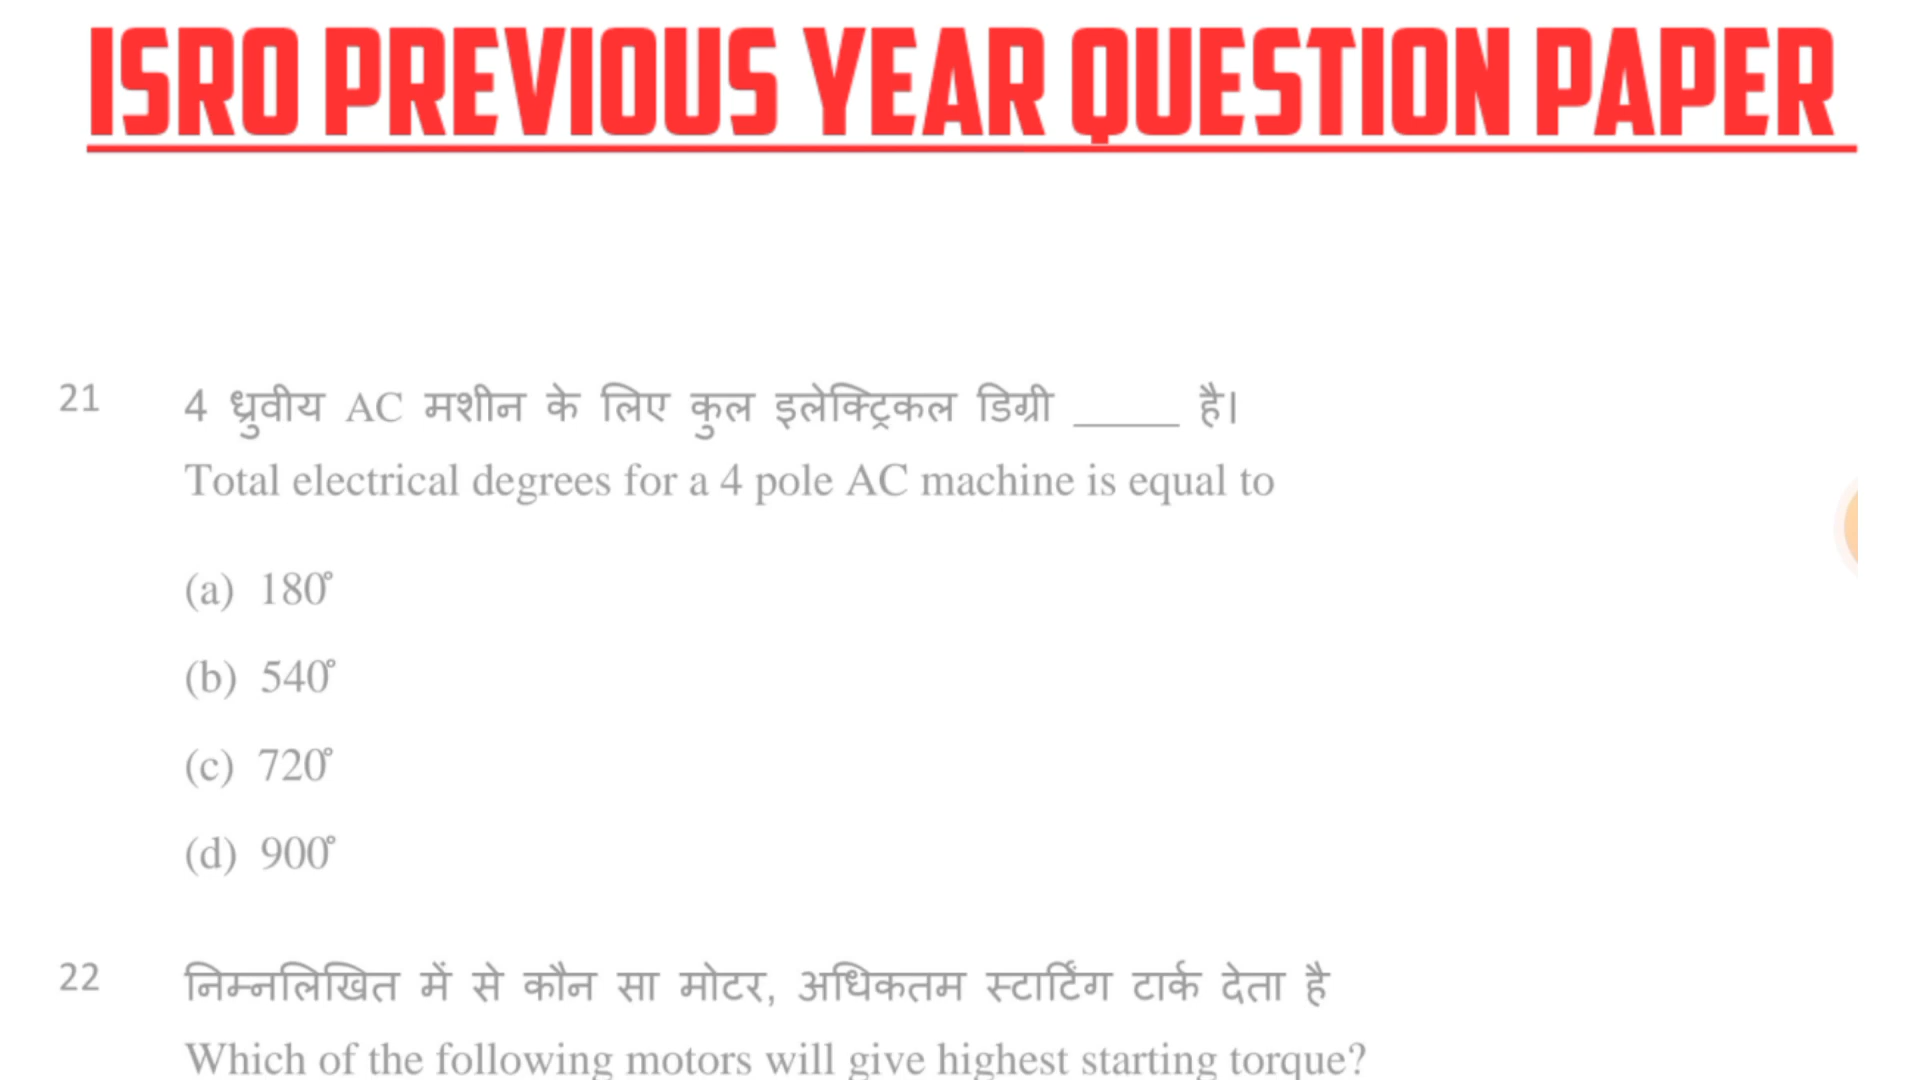 ISRO PREVIOUS YEAR QUESTION PAPER
21 4 ध्रुवीय AC मशीन के लिए कुल इलेक्ट्रिकल डिग्री _____ है।
Total electrical degrees for a 4 pole AC machine is equal to
(a) 180°
(b) 540°
(c) 720°
(d) 900°
22 निम्नलिखित में से कौन सा मोटर, अधिकतम स्टार्टिंग टार्क देता है
Which of the following motors will give highest starting torque?